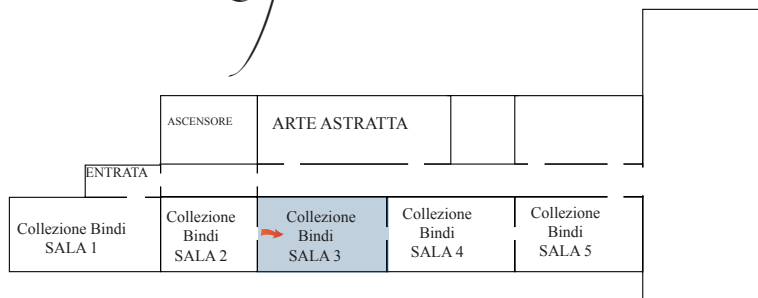 ASCENSORE
ARTE ASTRATTA
ENTRATA
Collezione Bindi
SALA 1
Collezione
Bindi
SALA 2
Collezione
Bindi
SALA 3
Collezione
Bindi
SALA 4
Collezione
Bindi
SALA 5